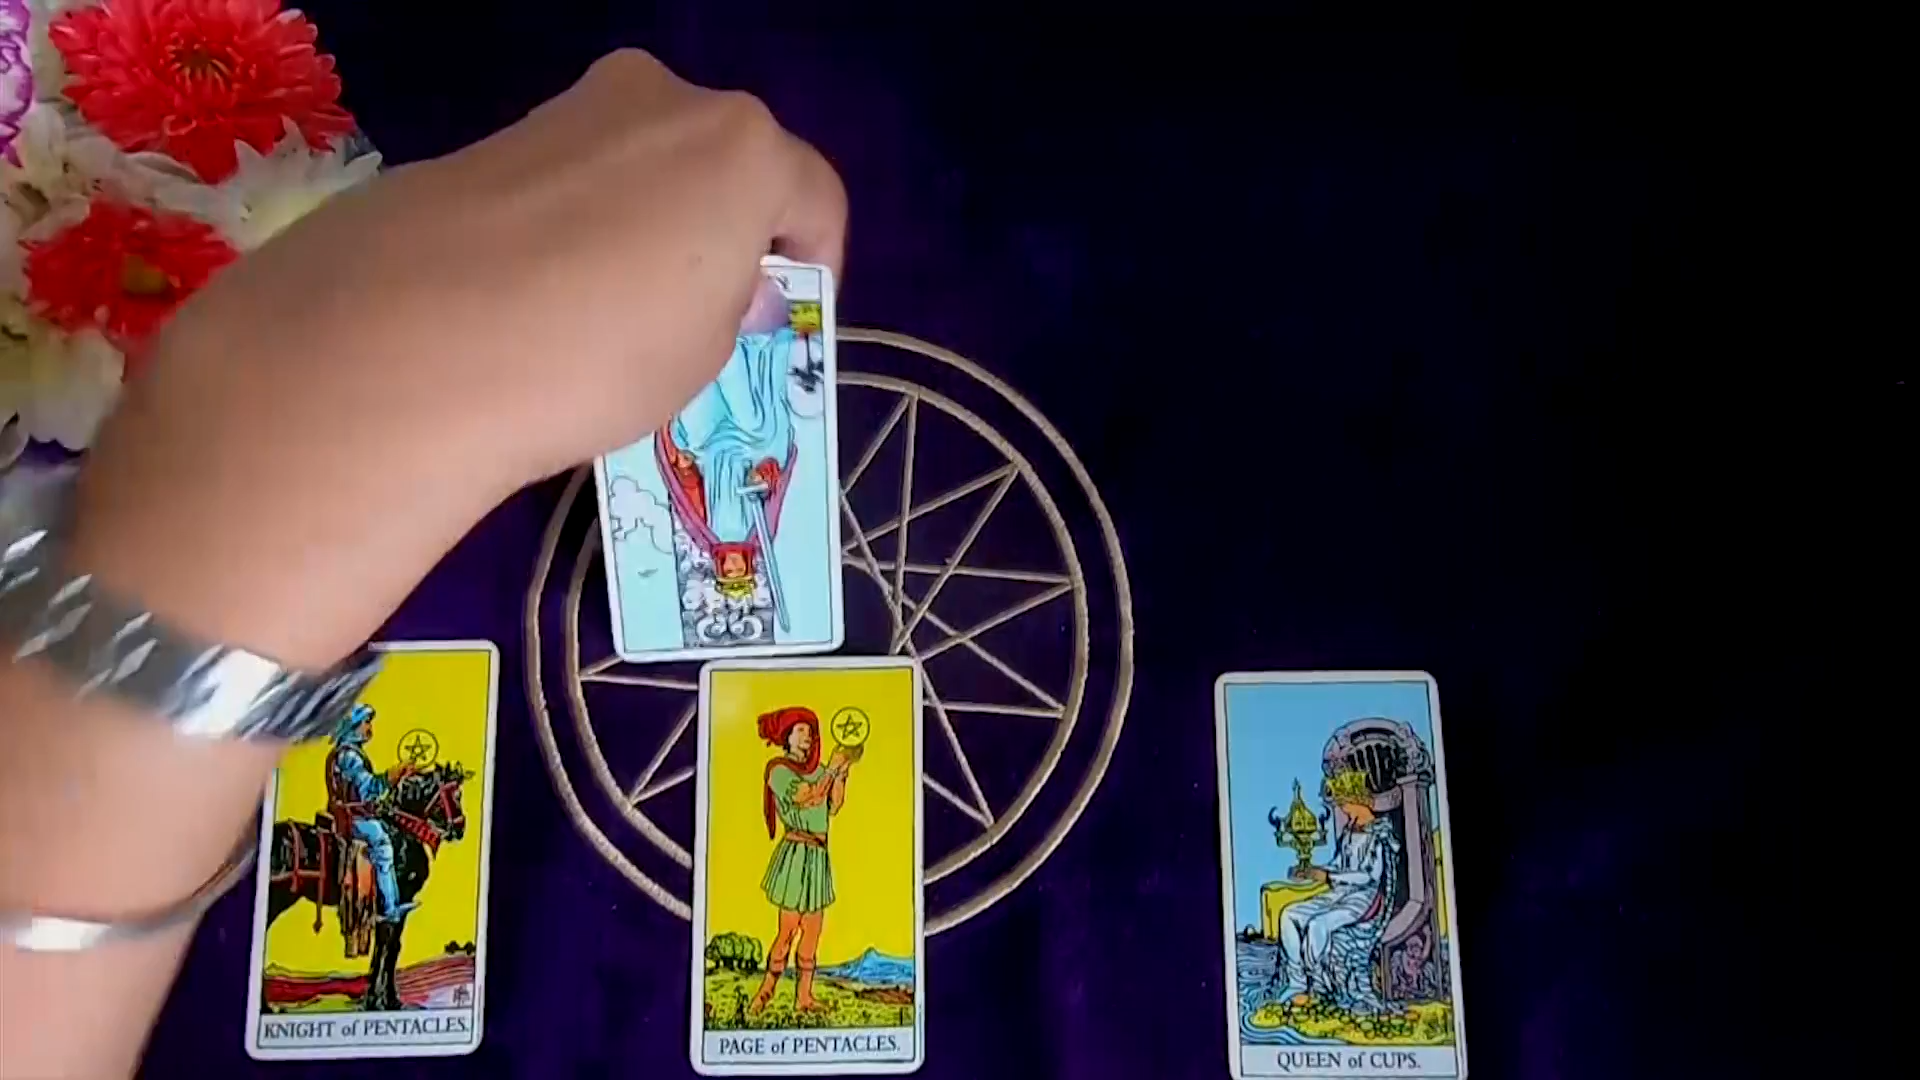 KNIGHT of PENTACLES.
PAGE of PENTACLES.
QUEEN of CUPS.